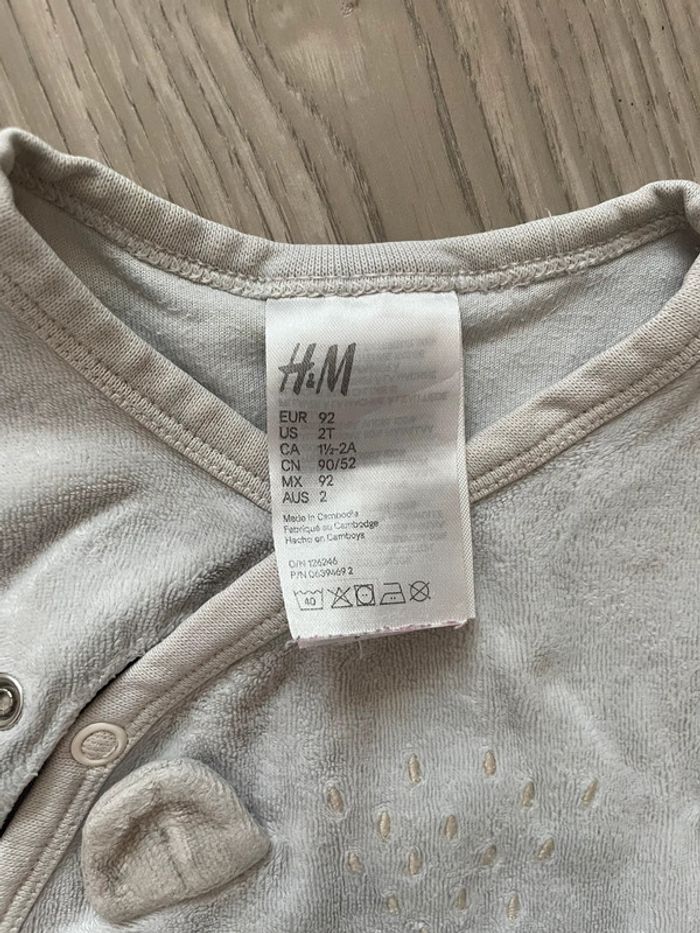 H&M
EUR 92
US 2T
CA 1½-2A
CN 90/52
MX 92
AUS 2
Made in Cambodia
Fabriqué au Cambodge
Hecho en Camboya
O/N 126246
P/N 0639469 2
40